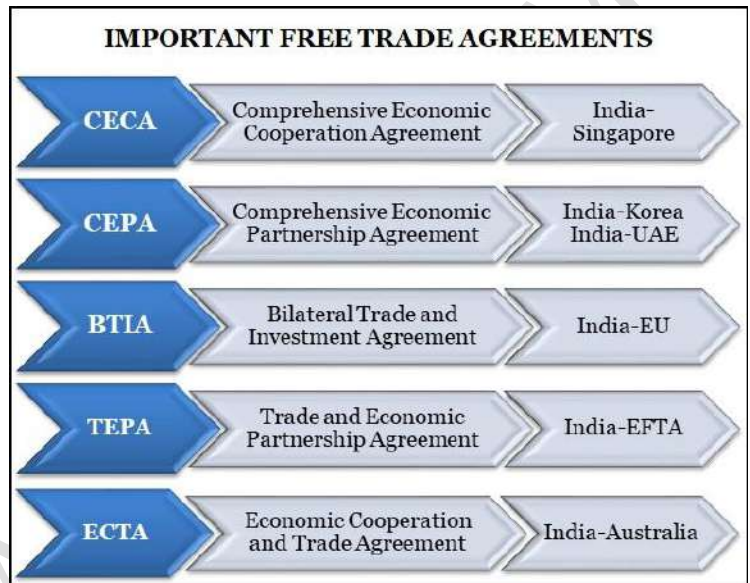 IMPORTANT FREE TRADE AGREEMENTS
CECA
Comprehensive Economic
Cooperation Agreement
India-
Singapore
CEPA
Comprehensive Economic
Partnership Agreement
India-Korea
India-UAE
BTIA
Bilateral Trade and
Investment Agreement
India-EU
TEPA
Trade and Economic
Partnership Agreement
India-EFTA
ECTA
Economic Cooperation
and Trade Agreement
India-Australia